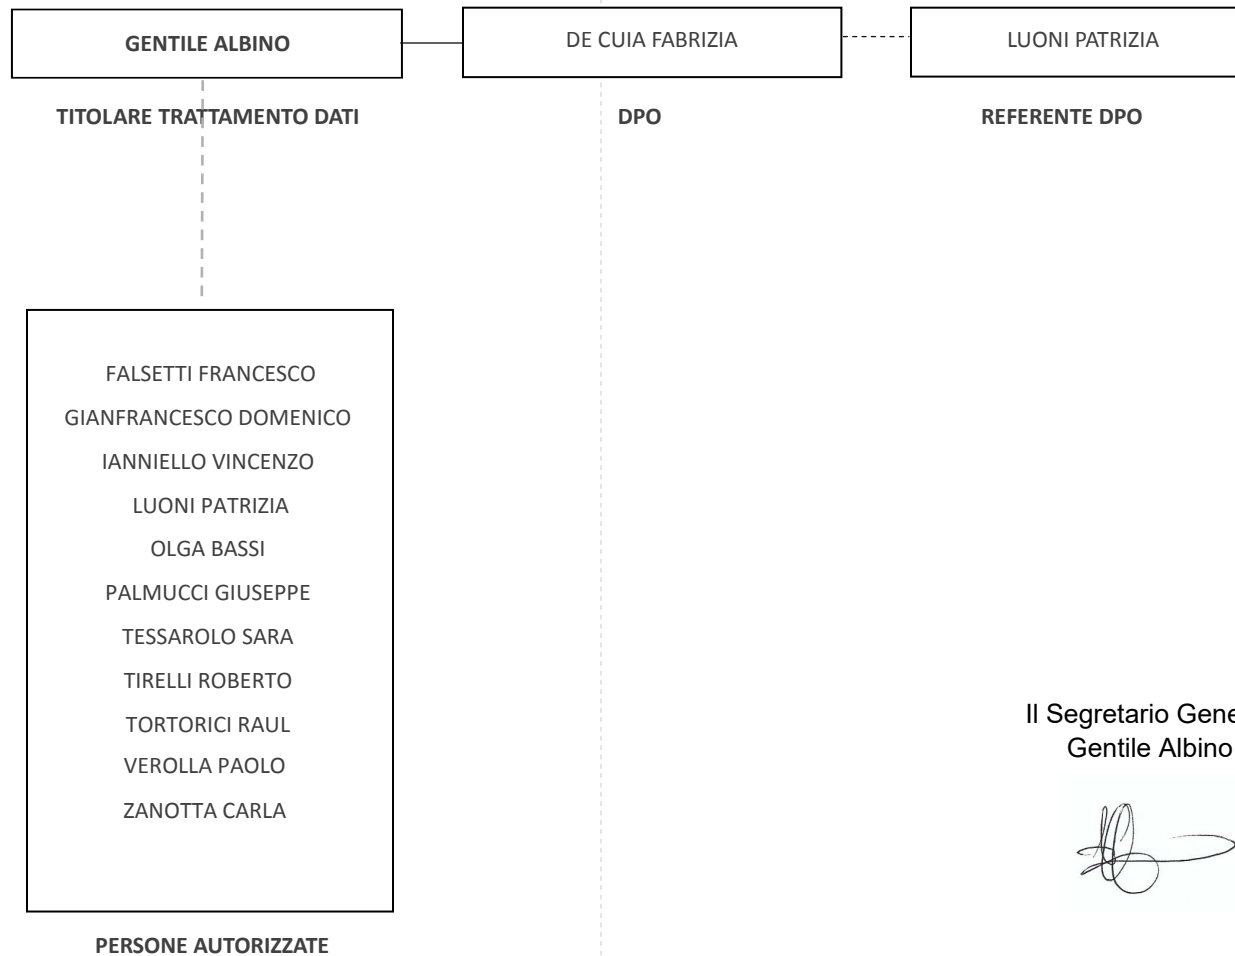 GENTILE ALBINO
DE CUIA FABRIZIA
LUONI PATRIZIA
TITOLARE TRATTAMENTO DATI
DPO
REFERENTE DPO
FALSETTI FRANCESCO
GIANFRANCESCO DOMENICO
IANNIELLO VINCENZO
LUONI PATRIZIA
OLGA BASSI
PALMUCCI GIUSEPPE
TESSAROLO SARA
TIRELLI ROBERTO
TORTORICI RAUL
VEROLLA PAOLO
ZANOTTA CARLA
Il Segretario Gene
Gentile Albino
PERSONE AUTORIZZATE